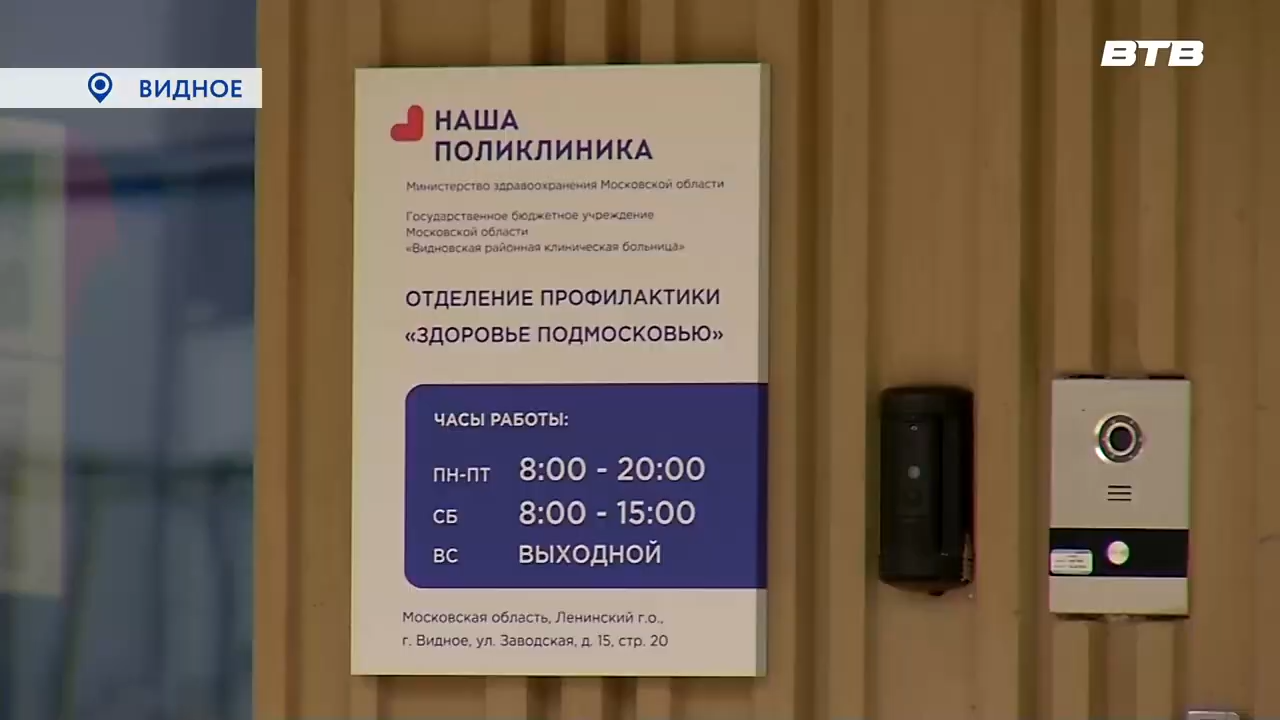 ВИДНОЕ
ВТВ
НАША
ПОЛИКЛИНИКА
Министерство здравоохранения Московской области
Государственное бюджетное учреждение
Московской области
«Видновская районная клиническая больница»
ОТДЕЛЕНИЕ ПРОФИЛАКТИКИ
«ЗДОРОВЬЕ ПОДМОСКОВЬЮ»
ЧАСЫ РАБОТЫ:
ПН-ПТ 8:00 - 20:00
СБ 8:00 - 15:00
ВС ВЫХОДНОЙ
Московская область, Ленинский г.о.,
г. Видное, ул. Заводская, д. 15, стр. 20